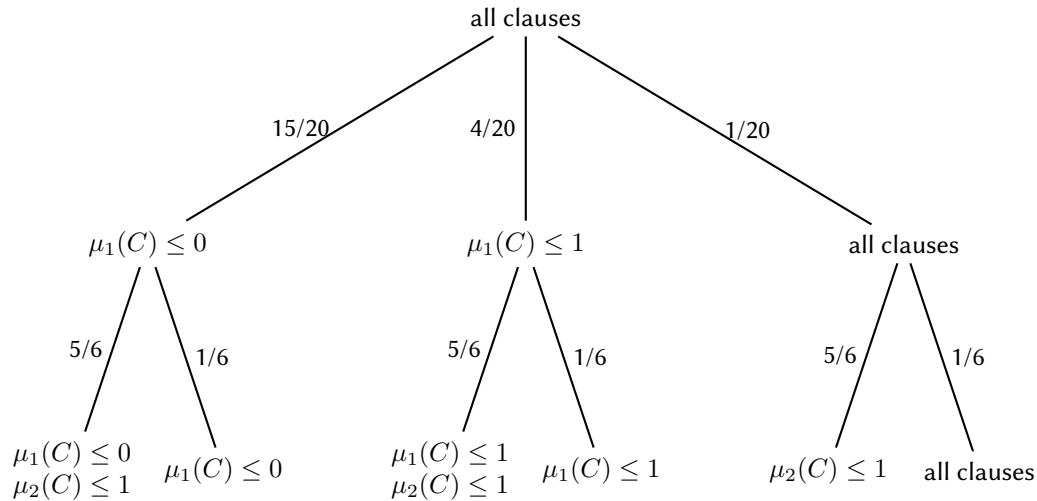 all clauses
15/20 4/20 1/20
μ₁(C) ≤ 0 μ₁(C) ≤ 1 all clauses
5/6 1/6 5/6 1/6 5/6 1/6
μ₁(C) ≤ 0
μ₂(C) ≤ 1
μ₁(C) ≤ 0
μ₁(C) ≤ 1
μ₂(C) ≤ 1
μ₁(C) ≤ 1
μ₂(C) ≤ 1
all clauses